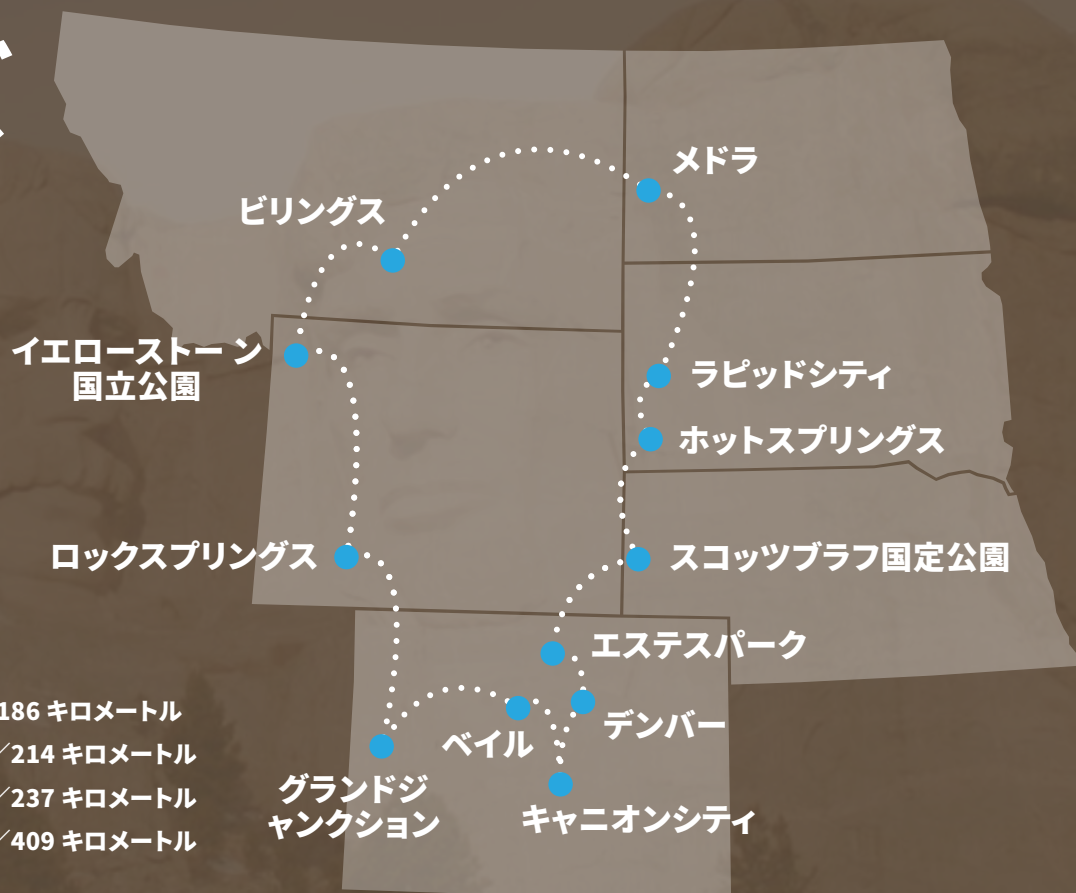 メドラ
ビリングス
イエローストーン
国立公園
ラピッドシティ
ホットスプリングス
ロックスプリングス
スコッツブラフ国定公園
エステスパーク
デンバー
ベイル
グランドジ
ャンクション
キャニオンシティ
186 キロメートル
／214 キロメートル
／237 キロメートル
／409 キロメートル